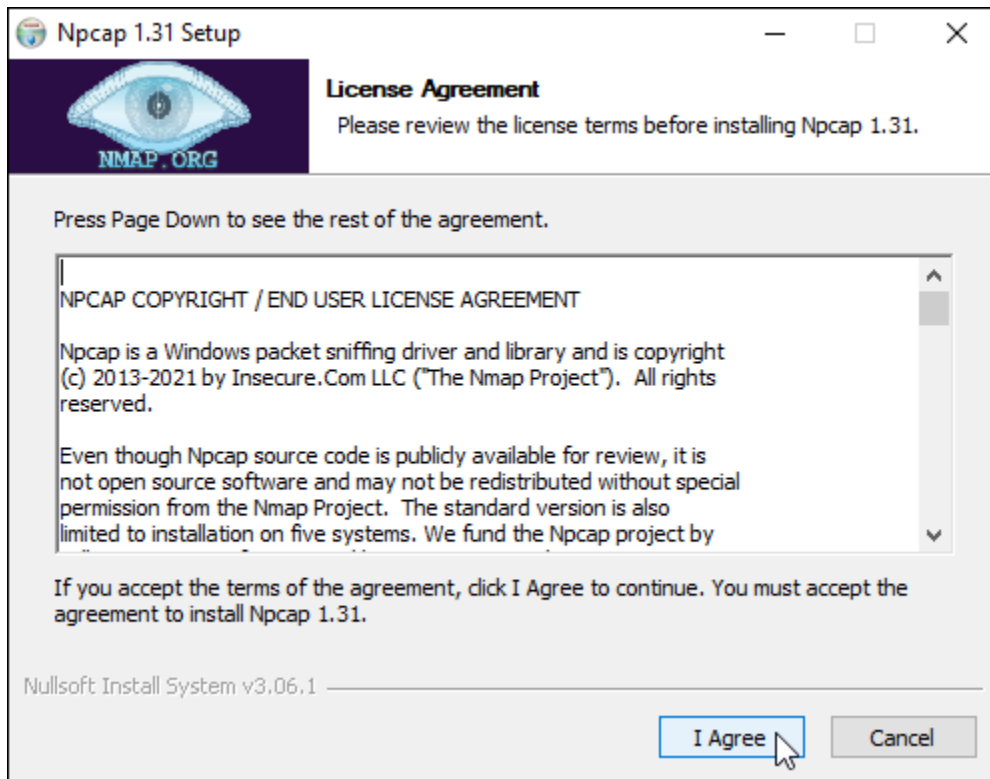 Npcap 1.31 Setup
NMAP.ORG
License Agreement
Please review the license terms before installing Npcap 1.31.
Press Page Down to see the rest of the agreement.
NPCAP COPYRIGHT / END USER LICENSE AGREEMENT
Npcap is a Windows packet sniffing driver and library and is copyright
(c) 2013-2021 by Insecure.Com LLC ("The Nmap Project").  All rights
reserved.
Even though Npcap source code is publicly available for review, it is
not open source software and may not be redistributed without special
permission from the Nmap Project.  The standard version is also
limited to installation on five systems. We fund the Npcap project by
If you accept the terms of the agreement, click I Agree to continue. You must accept the
agreement to install Npcap 1.31.
Nullsoft Install System v3.06.1
I Agree
Cancel